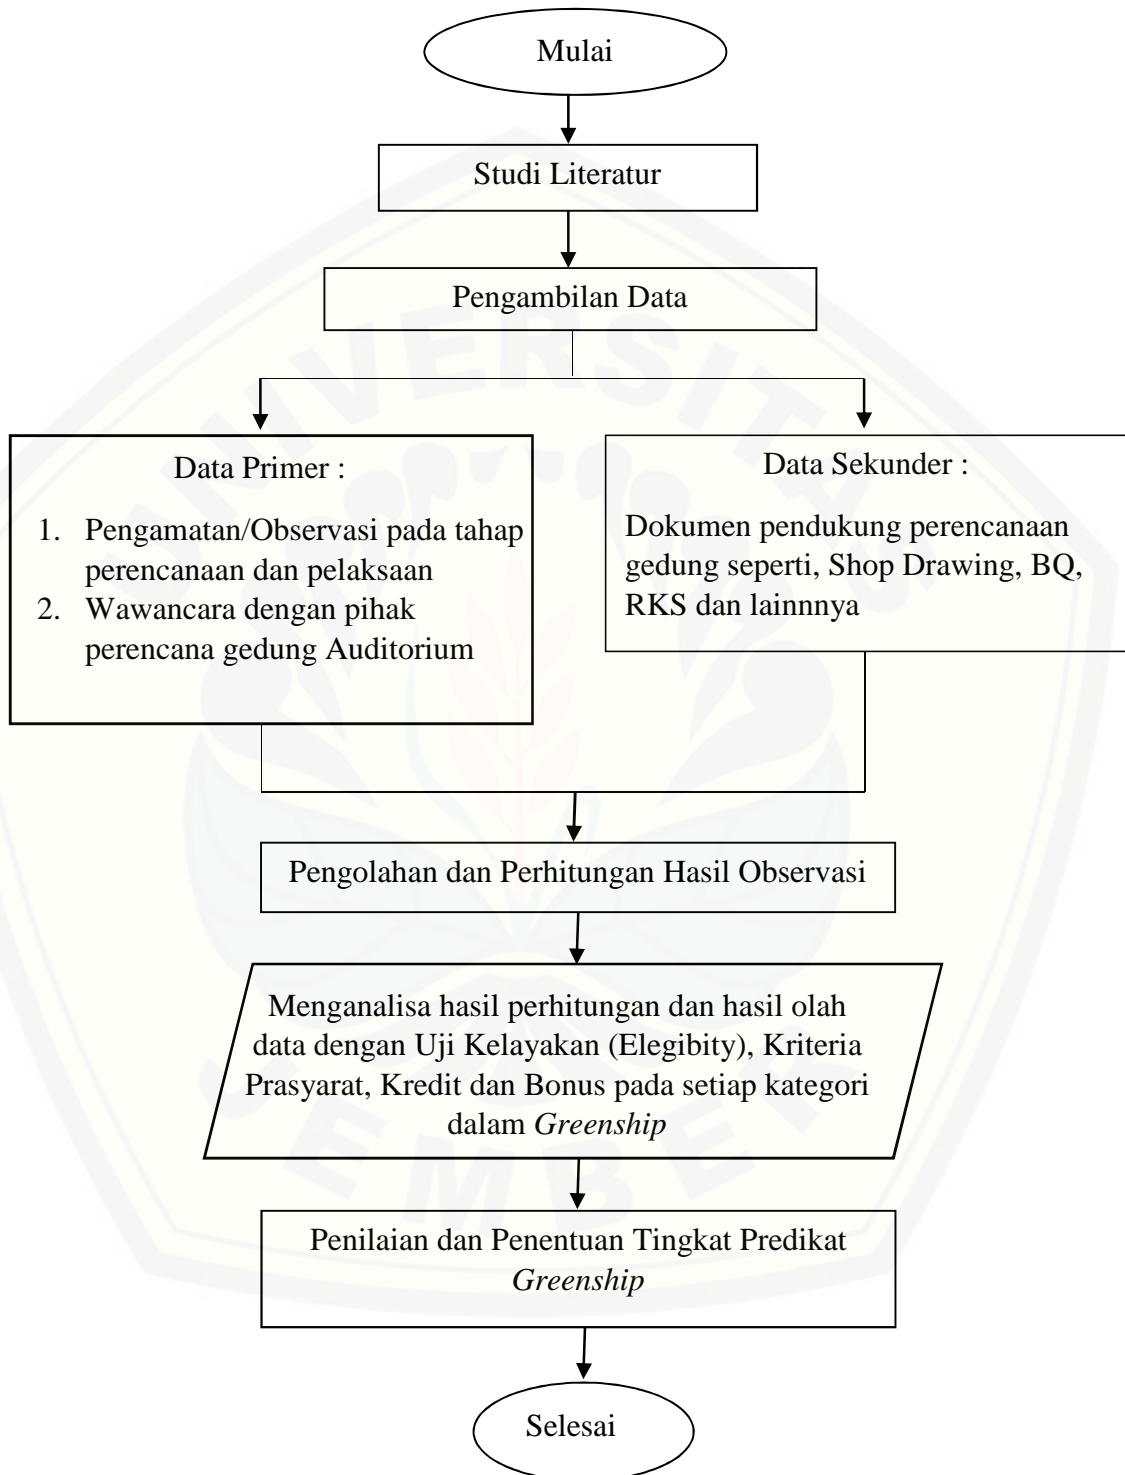 Mulai
Studi Literatur
Pengambilan Data
Data Primer :
1. Pengamatan/Observasi pada tahap
perencanaan dan pelaksaan
2. Wawancara dengan pihak
perencana gedung Auditorium
Data Sekunder :
Dokumen pendukung perencanaan
gedung seperti, Shop Drawing, BQ,
RKS dan lainnnya
Pengolahan dan Perhitungan Hasil Observasi
Menganalisa hasil perhitungan dan hasil olah
data dengan Uji Kelayakan (Elegibity), Kriteria
Prasyarat, Kredit dan Bonus pada setiap kategori
dalam Greenship
Penilaian dan Penentuan Tingkat Predikat
Greenship
Selesai
UNIVERSITAS
JEMBER